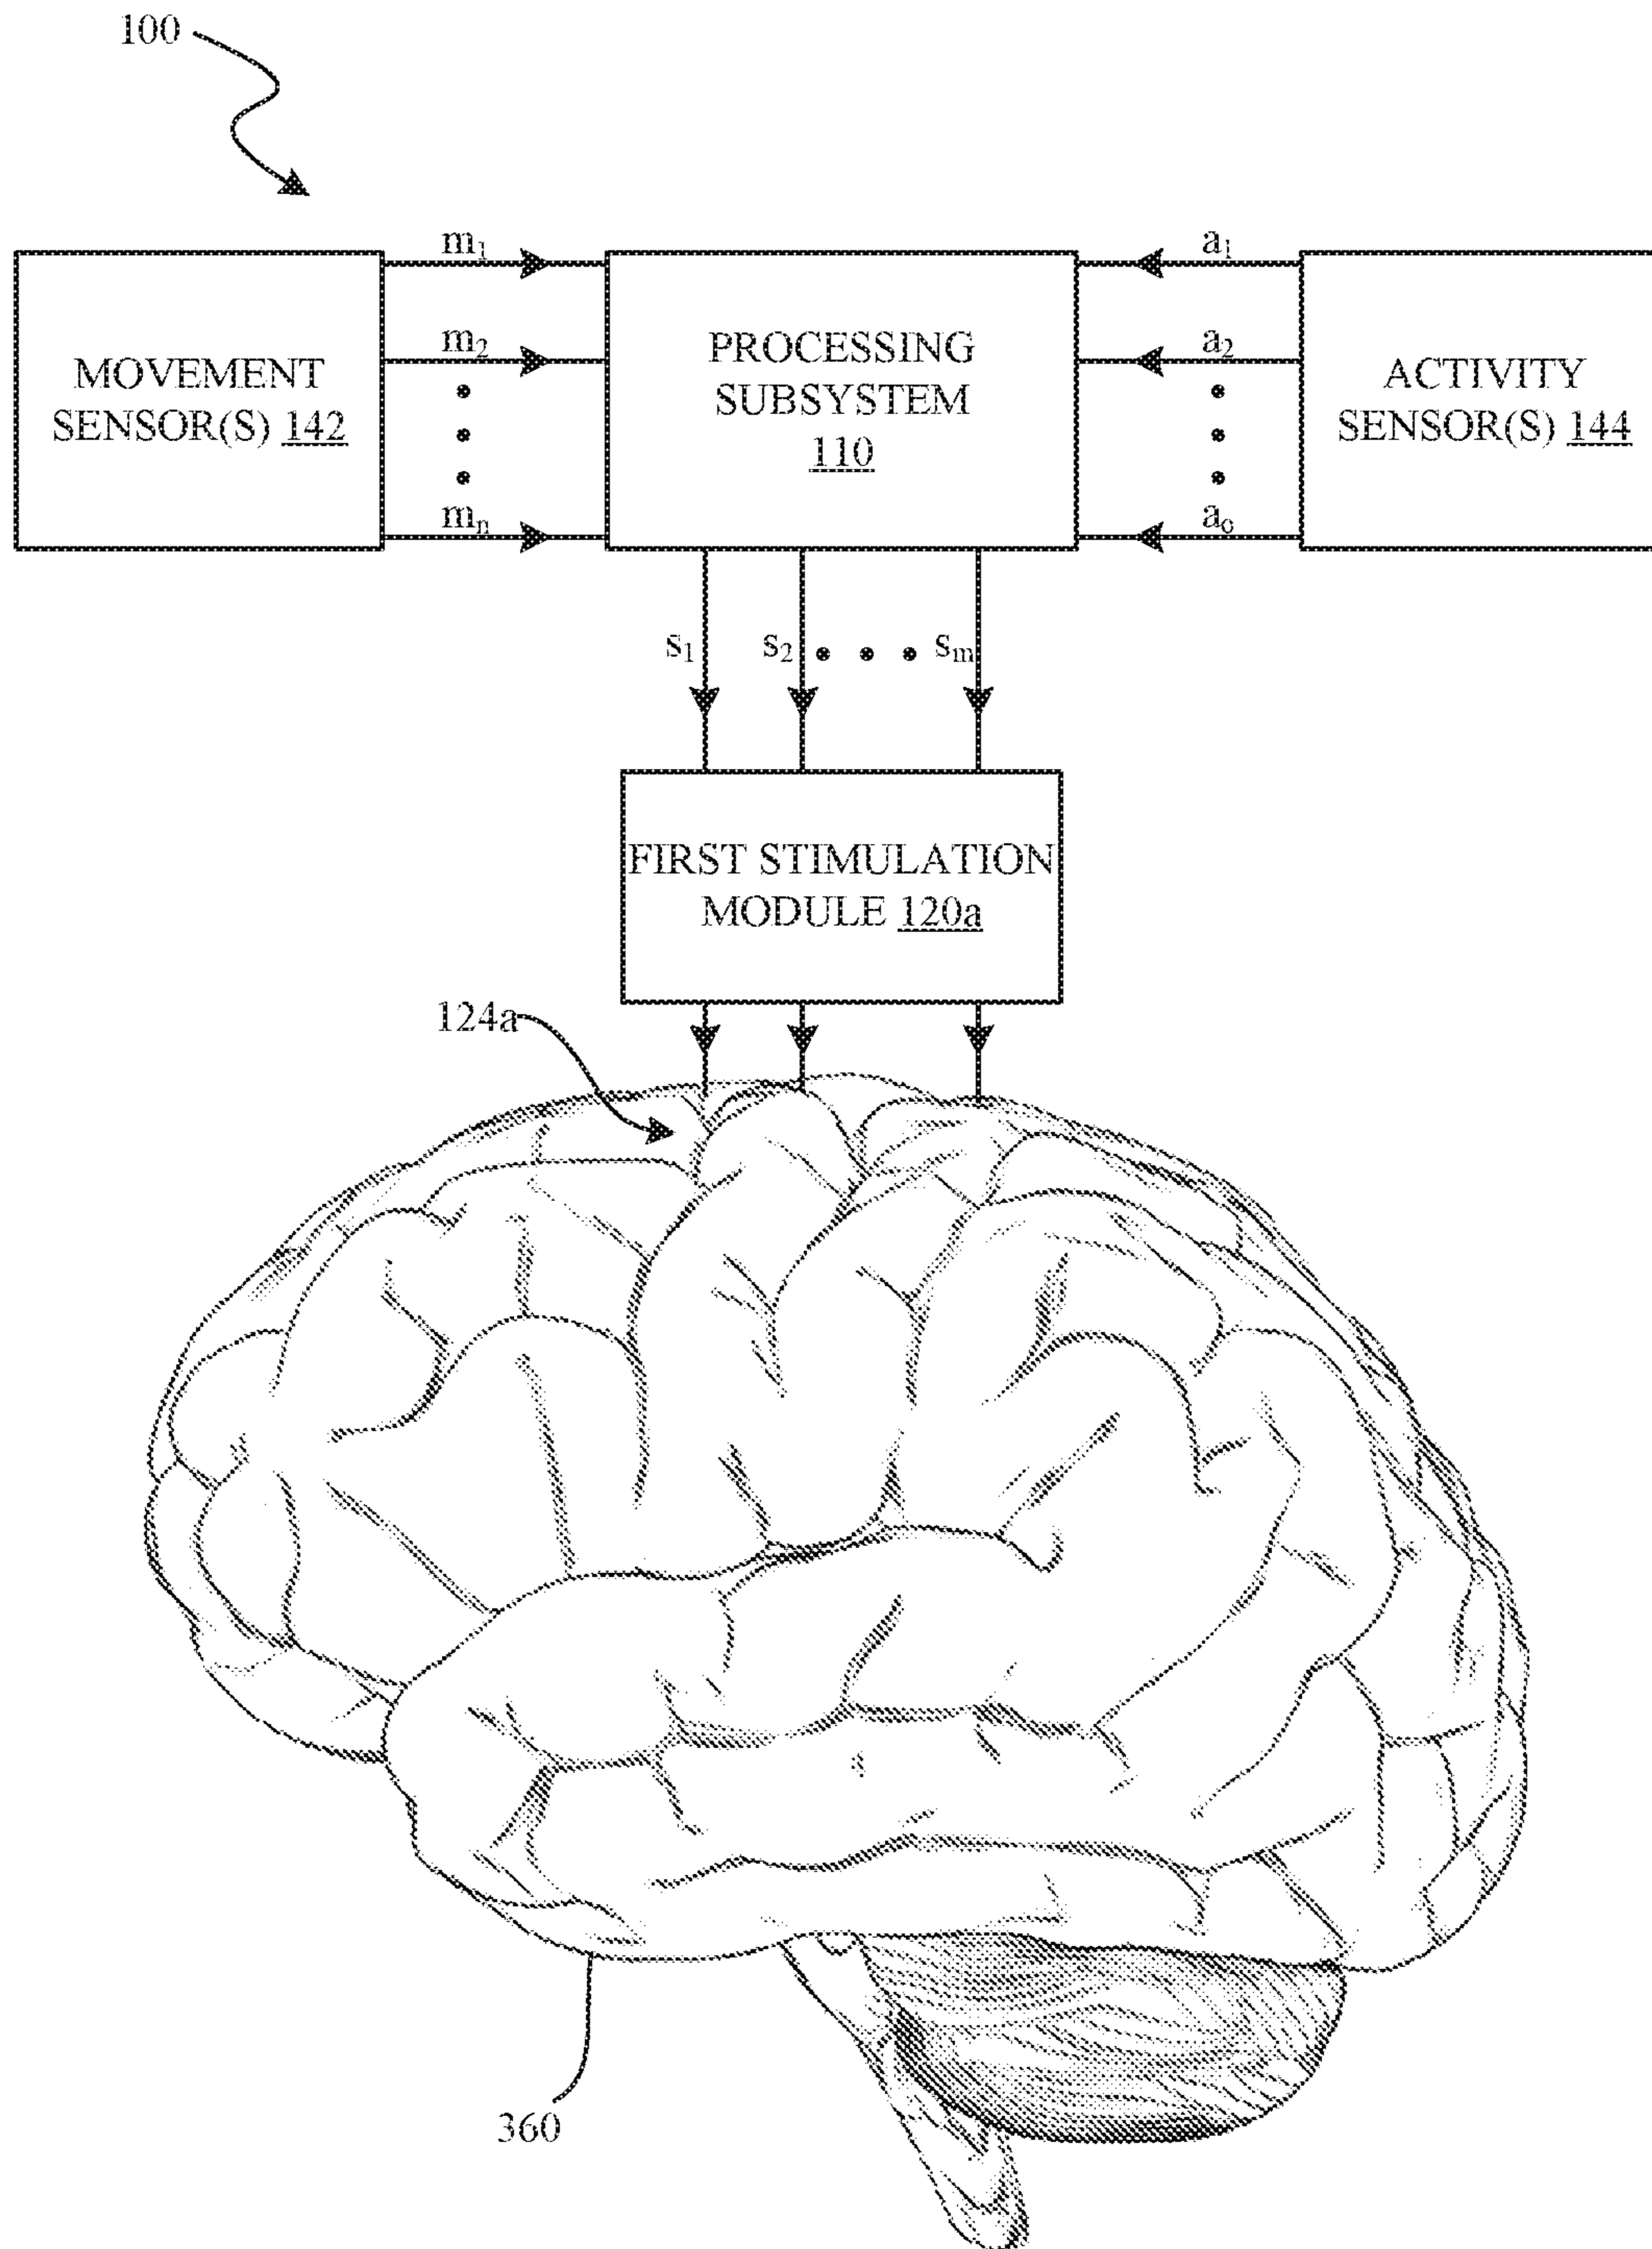 100
m₁
a₁
MOVEMENT
SENSOR(S) 142
m₂
mₙ
PROCESSING
SUBSYSTEM
110
a₂
aₒ
ACTIVITY
SENSOR(S) 144
s₁ s₂ • • • sₘ
FIRST STIMULATION
MODULE 120a
124a
360